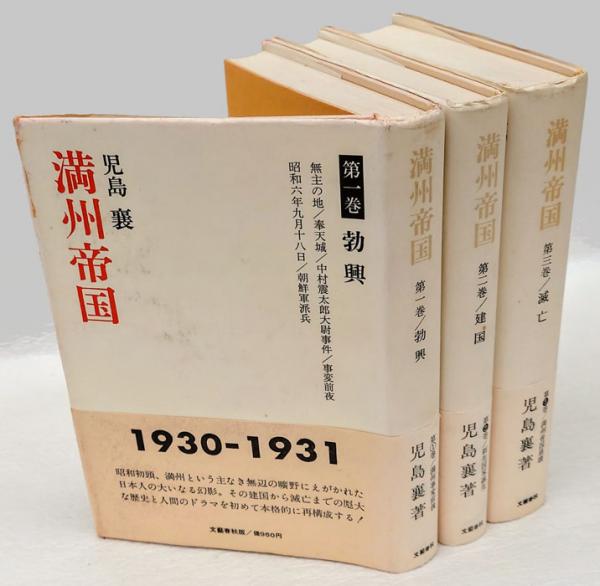 児島 襄
満州帝国
第一巻 勃興
無主の地/奉天城/中村震太郎大尉事件/事変前夜
昭和六年九月十八日/朝鮮軍派兵
1930-1931
昭和初頭、満州という主なき無辺の曠野にえがかれた
日本人の大いなる幻影。その建国から滅亡までの厖大
な歴史と人間のドラマを初めて本格的に再構成する!
文藝春秋版/価950円
満州帝国 第一巻/勃興
児島襄著
満州帝国 第二巻/建国
児島襄著
文藝春秋
満州帝国 第三巻/滅亡
児島襄著
文藝春秋